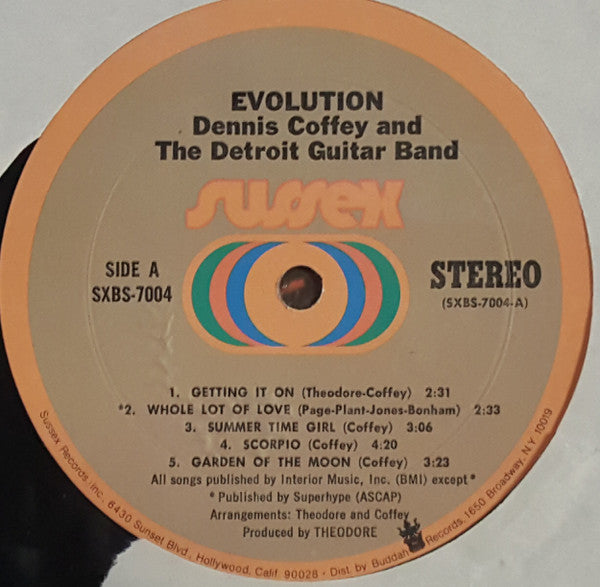 EVOLUTION
Dennis Coffey and
The Detroit Guitar Band
sussex
SIDE A
SXBS-7004
STEREO
(SXBS-7004-A)
1. GETTING IT ON (Theodore-Coffey) 2:31
*2. WHOLE LOT OF LOVE (Page-Plant-Jones-Bonham) 2:33
3. SUMMER TIME GIRL (Coffey) 3:06
4. SCORPIO (Coffey) 4:20
5. GARDEN OF THE MOON (Coffey) 3:23
All songs published by Interior Music, Inc. (BMI) except*
* Published by Superhype (ASCAP)
Arrangements: Theodore and Coffey
Produced by THEODORE
Sussex Records, Inc. 6430 Sunset Blvd., Hollywood, Calif. 90028 • Dist by Buddah Records, 1650 Broadway, N.Y. 10019